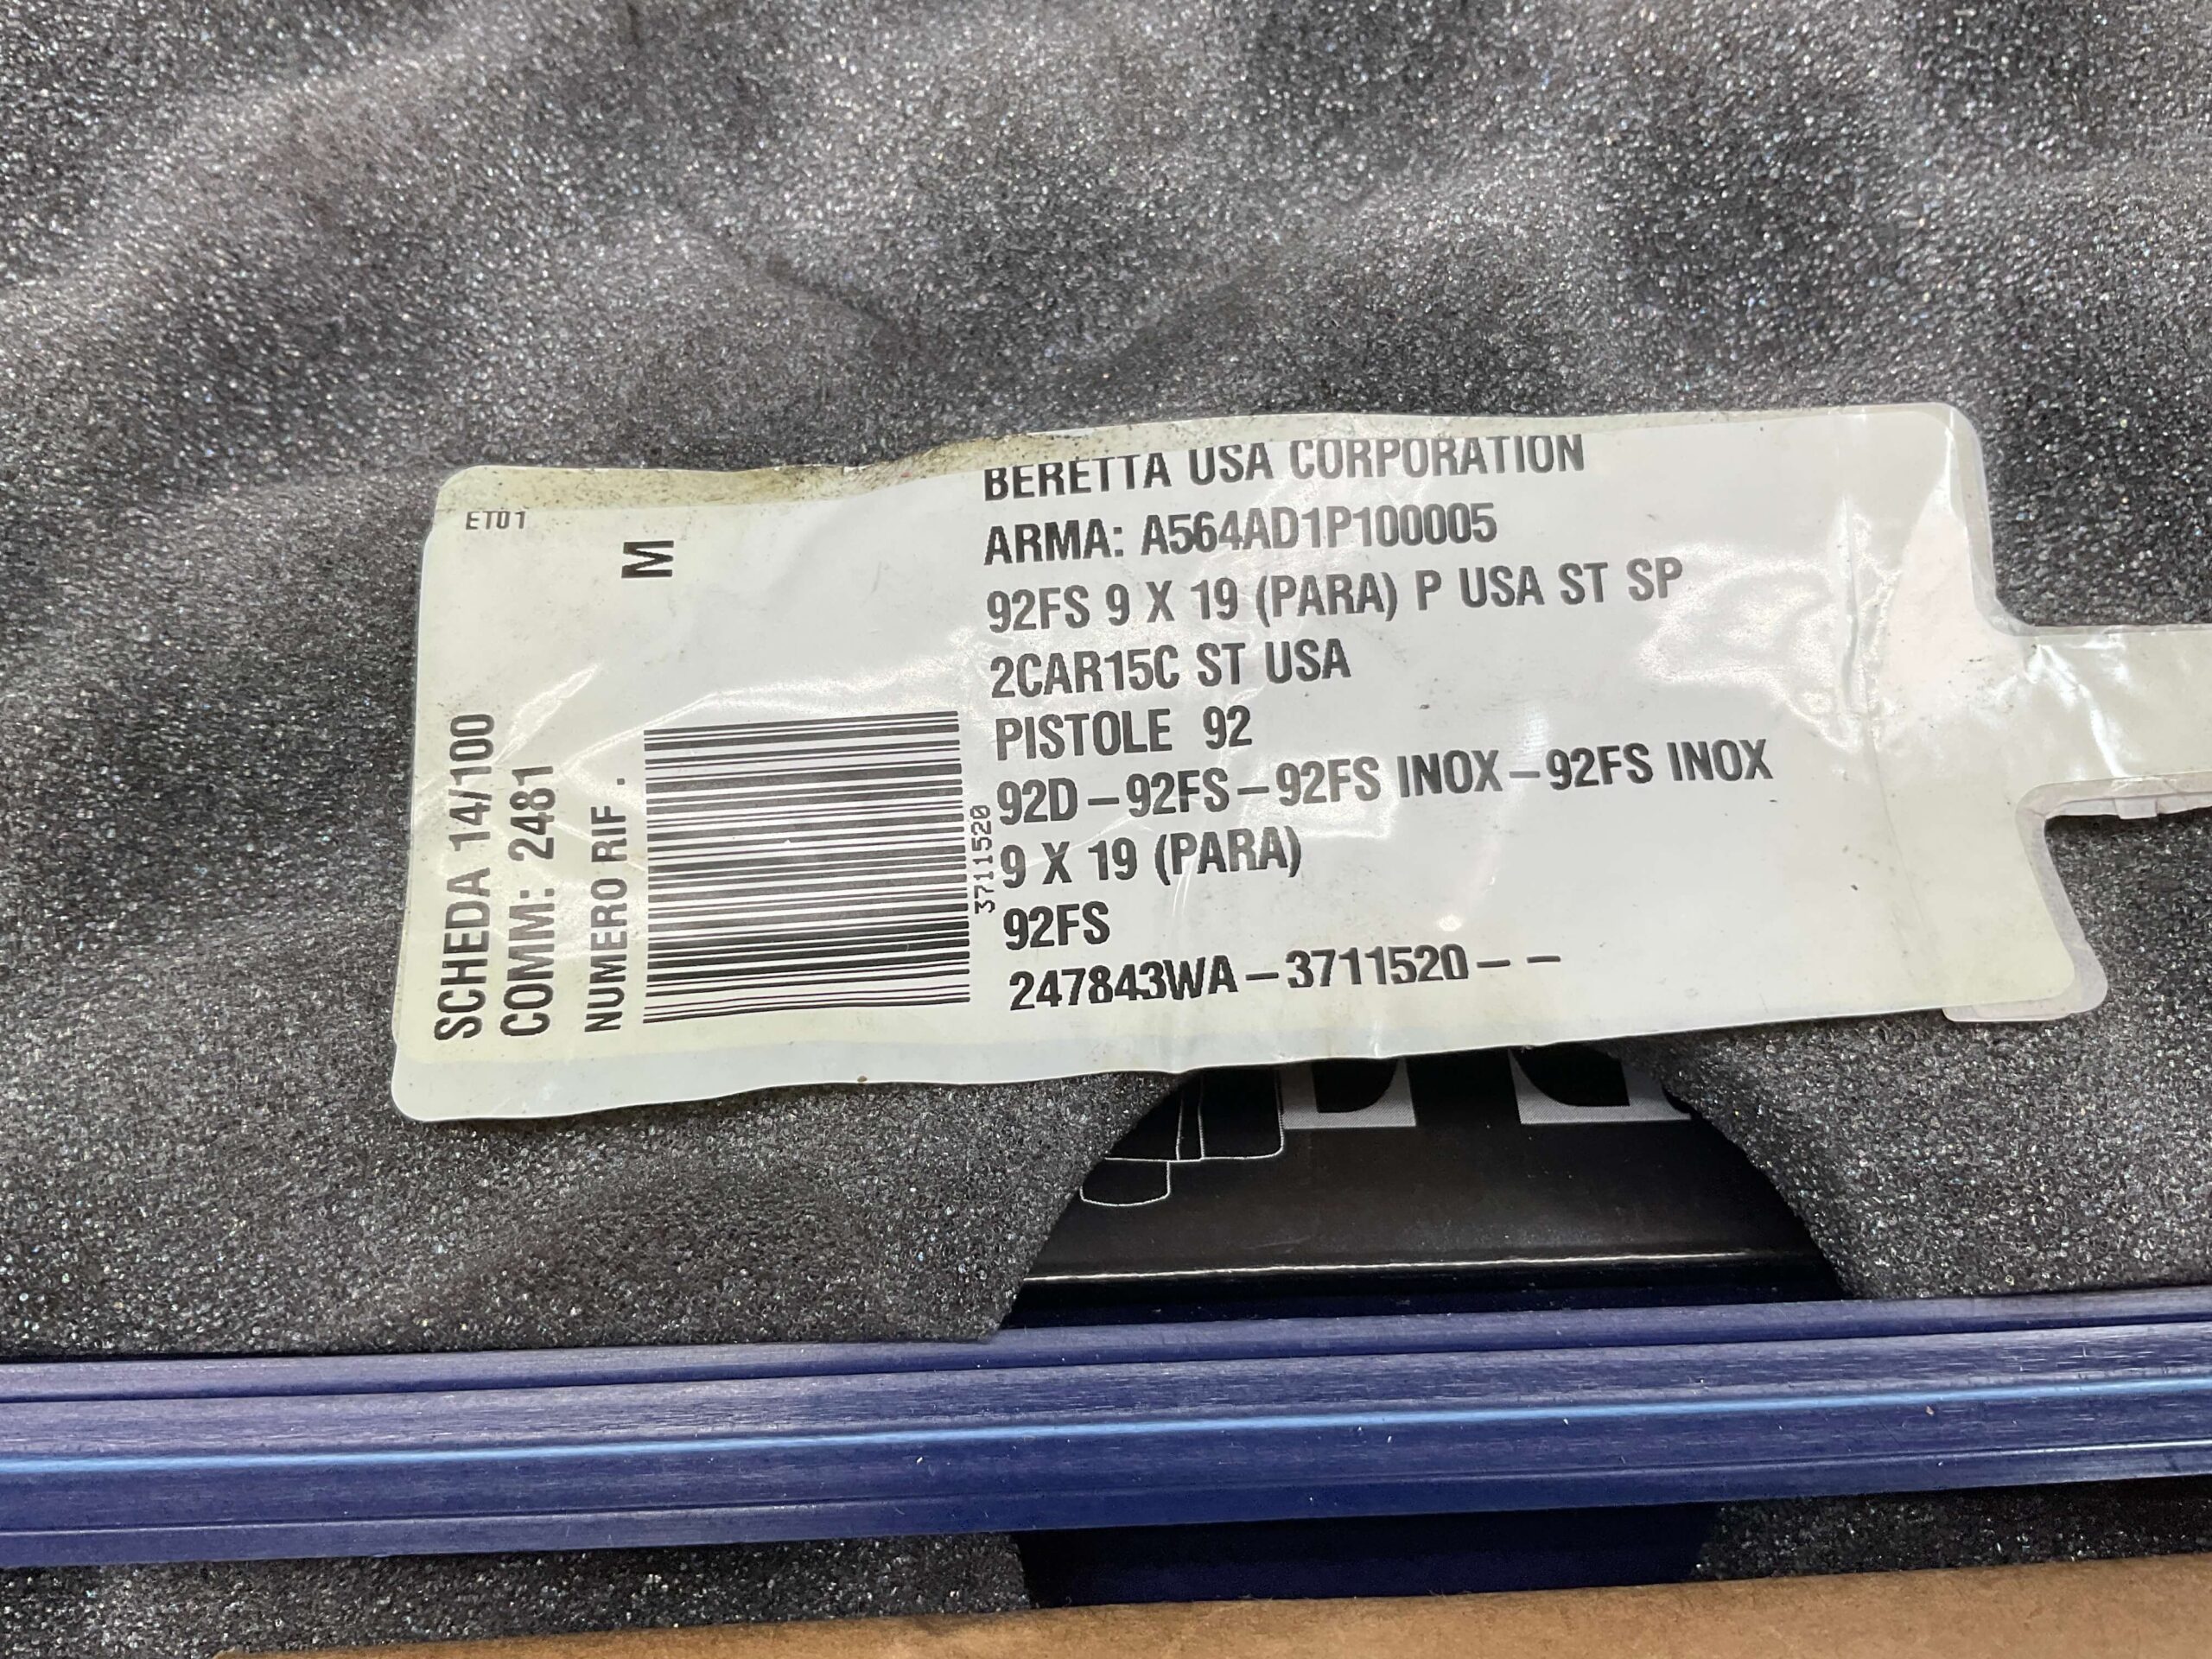 ET01
M
SCHEDA 14/100
COMM: 2481
NUMERO RIF .
3711520
BERETTA USA CORPORATION
ARMA: A564AD1P100005
92FS 9 X 19 (PARA) P USA ST SP
2CAR15C ST USA
PISTOLE 92
92D-92FS-92FS INOX-92FS INOX
9 X 19 (PARA)
92FS
247843WA-3711520--